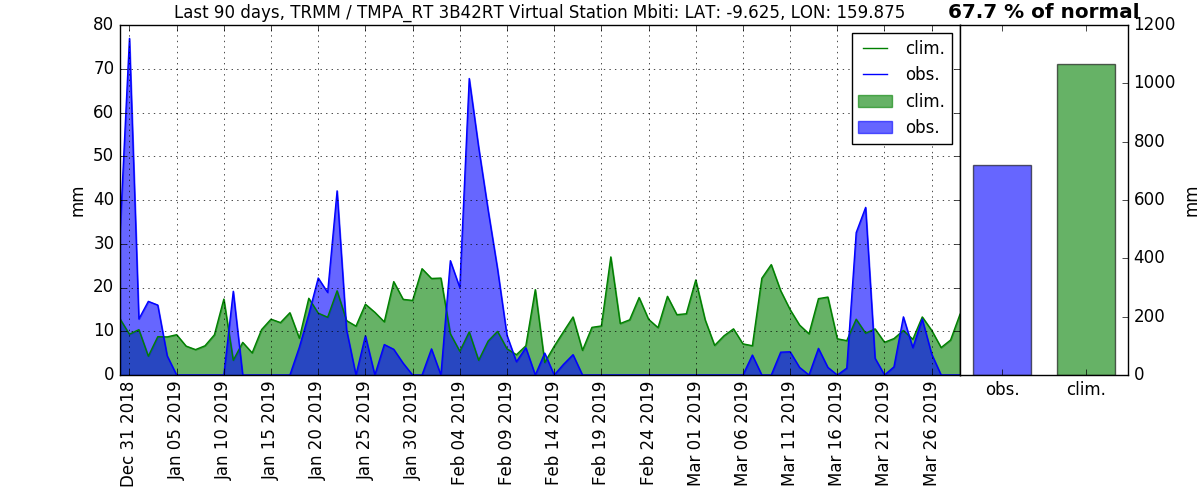 Last 90 days, TRMM / TMPA_RT 3B42RT Virtual Station Mbiti: LAT: -9.625, LON: 159.875
67.7 % of normal
80
70
60
50
40
30
20
10
0
mm
clim.
obs.
clim.
obs.
1200
1000
800
600
400
200
0
mm
Dec 31 2018
Jan 05 2019
Jan 10 2019
Jan 15 2019
Jan 20 2019
Jan 25 2019
Jan 30 2019
Feb 04 2019
Feb 09 2019
Feb 14 2019
Feb 19 2019
Feb 24 2019
Mar 01 2019
Mar 06 2019
Mar 11 2019
Mar 16 2019
Mar 21 2019
Mar 26 2019
obs.
clim.